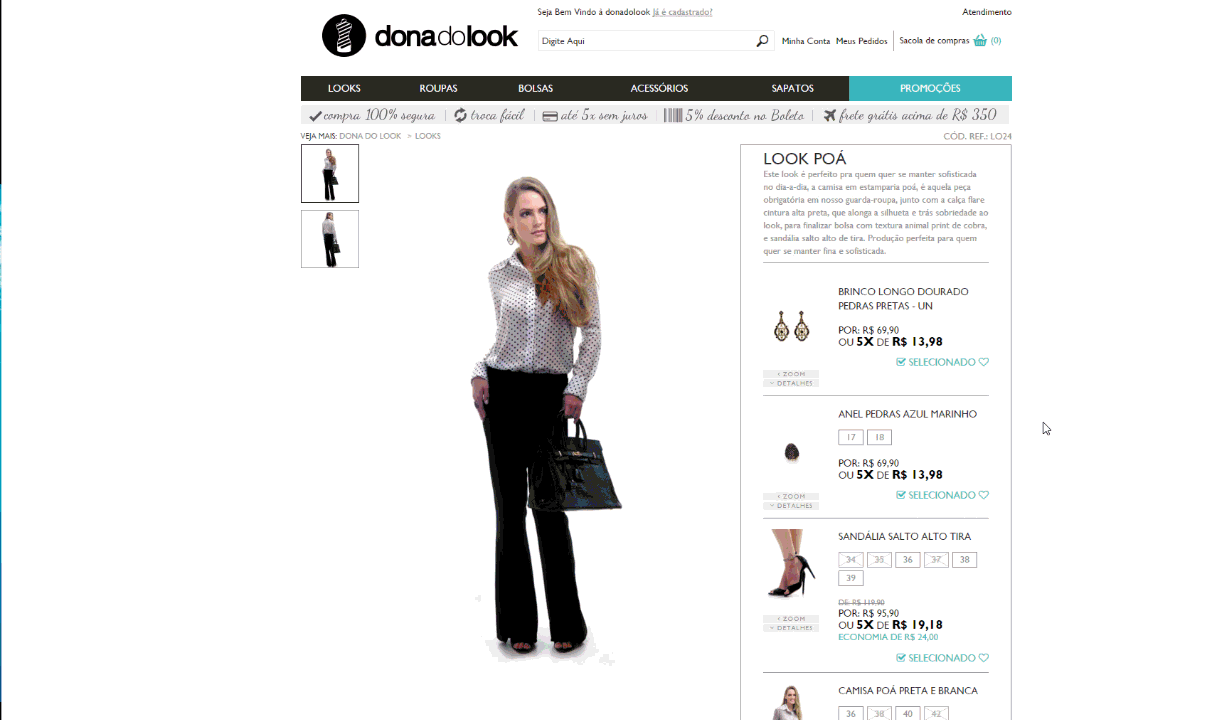 Seja Bem Vindo à donadolook Já é cadastrado?
Atendimento
donadolook
Digite Aqui
Minha Conta Meus Pedidos
Sacola de compras (0)
LOOKS ROUPAS BOLSAS ACESSÓRIOS SAPATOS PROMOÇÕES
compra 100% segura | troca fácil | até 5x sem juros | 5% desconto no Boleto | frete grátis acima de R$ 350
VEJA MAIS: DONA DO LOOK > LOOKS
CÓD. REF.: LO24
LOOK POÁ
Este look é perfeito pra quem quer se manter sofisticada
no dia-a-dia, a camisa em estamparia poá, é aquela peça
obrigatória em nosso guarda-roupa, junto com a calça flare
cintura alta preta, que alonga a silhueta e trás sobriedade ao
look, para finalizar bolsa com textura animal print de cobra,
e sandália salto alto de tira. Produção perfeita para quem
quer se manter fina e sofisticada.
BRINCO LONGO DOURADO
PEDRAS PRETAS - UN
POR: R$ 69,90
OU 5X DE R$ 13,98
SELECIONADO
ZOOM
DETALHES
ANEL PEDRAS AZUL MARINHO
17 18
POR: R$ 69,90
OU 5X DE R$ 13,98
SELECIONADO
ZOOM
DETALHES
SANDÁLIA SALTO ALTO TIRA
34 35 36 37 38
39
DE: R$ 119,90
POR: R$ 95,90
OU 5X DE R$ 19,18
ECONOMIA DE R$ 24,00
ZOOM
DETALHES
SELECIONADO
CAMISA POÁ PRETA E BRANCA
36 38 40 42